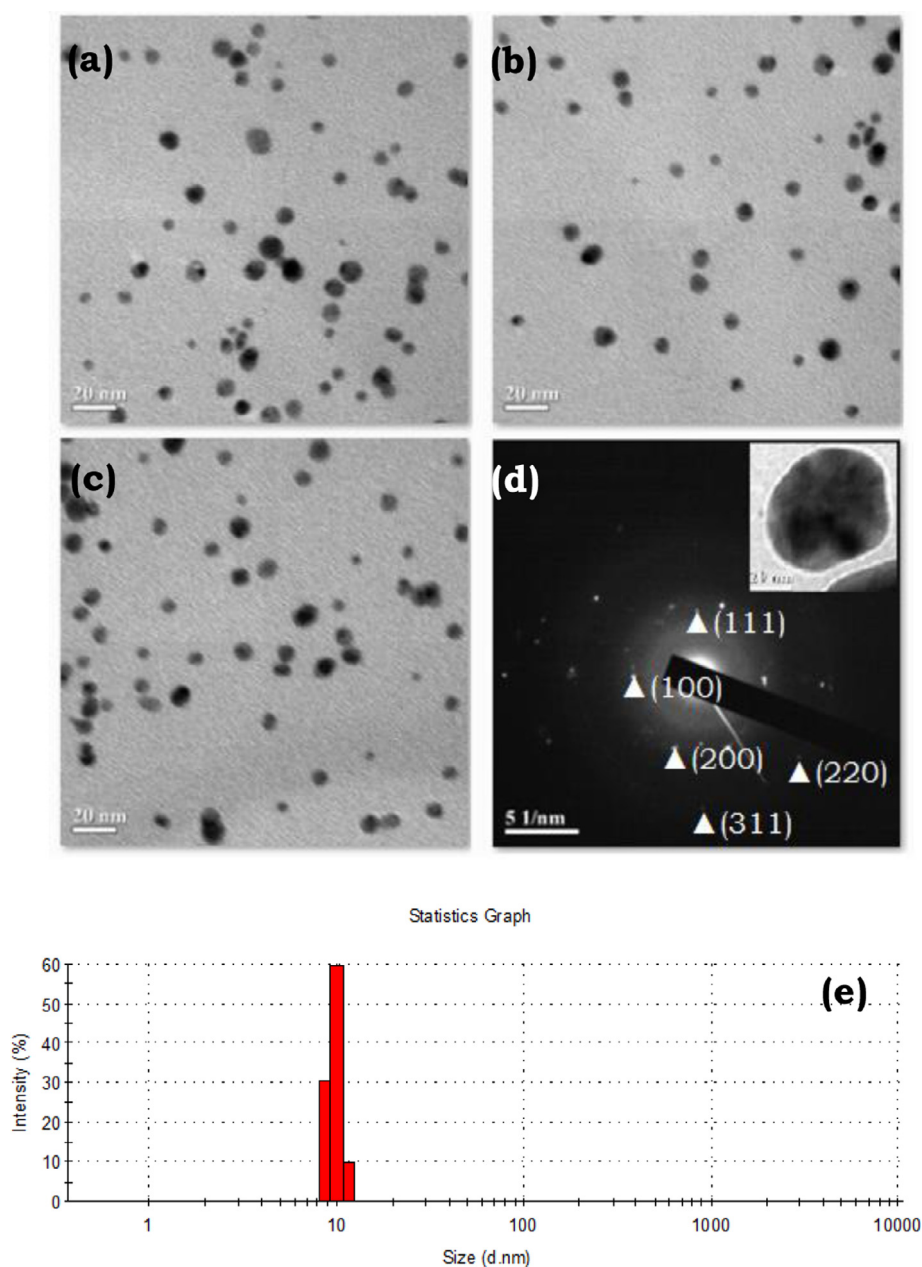 (a)
(b)
20 nm
20 nm
(c)
(d)
(111)
(100)
(200)
(220)
(311)
20 nm
5 1/nm
Statistics Graph
(e)
Intensity (%)
60
50
40
30
20
10
0
1
10
100
1000
10000
Size (d.nm)